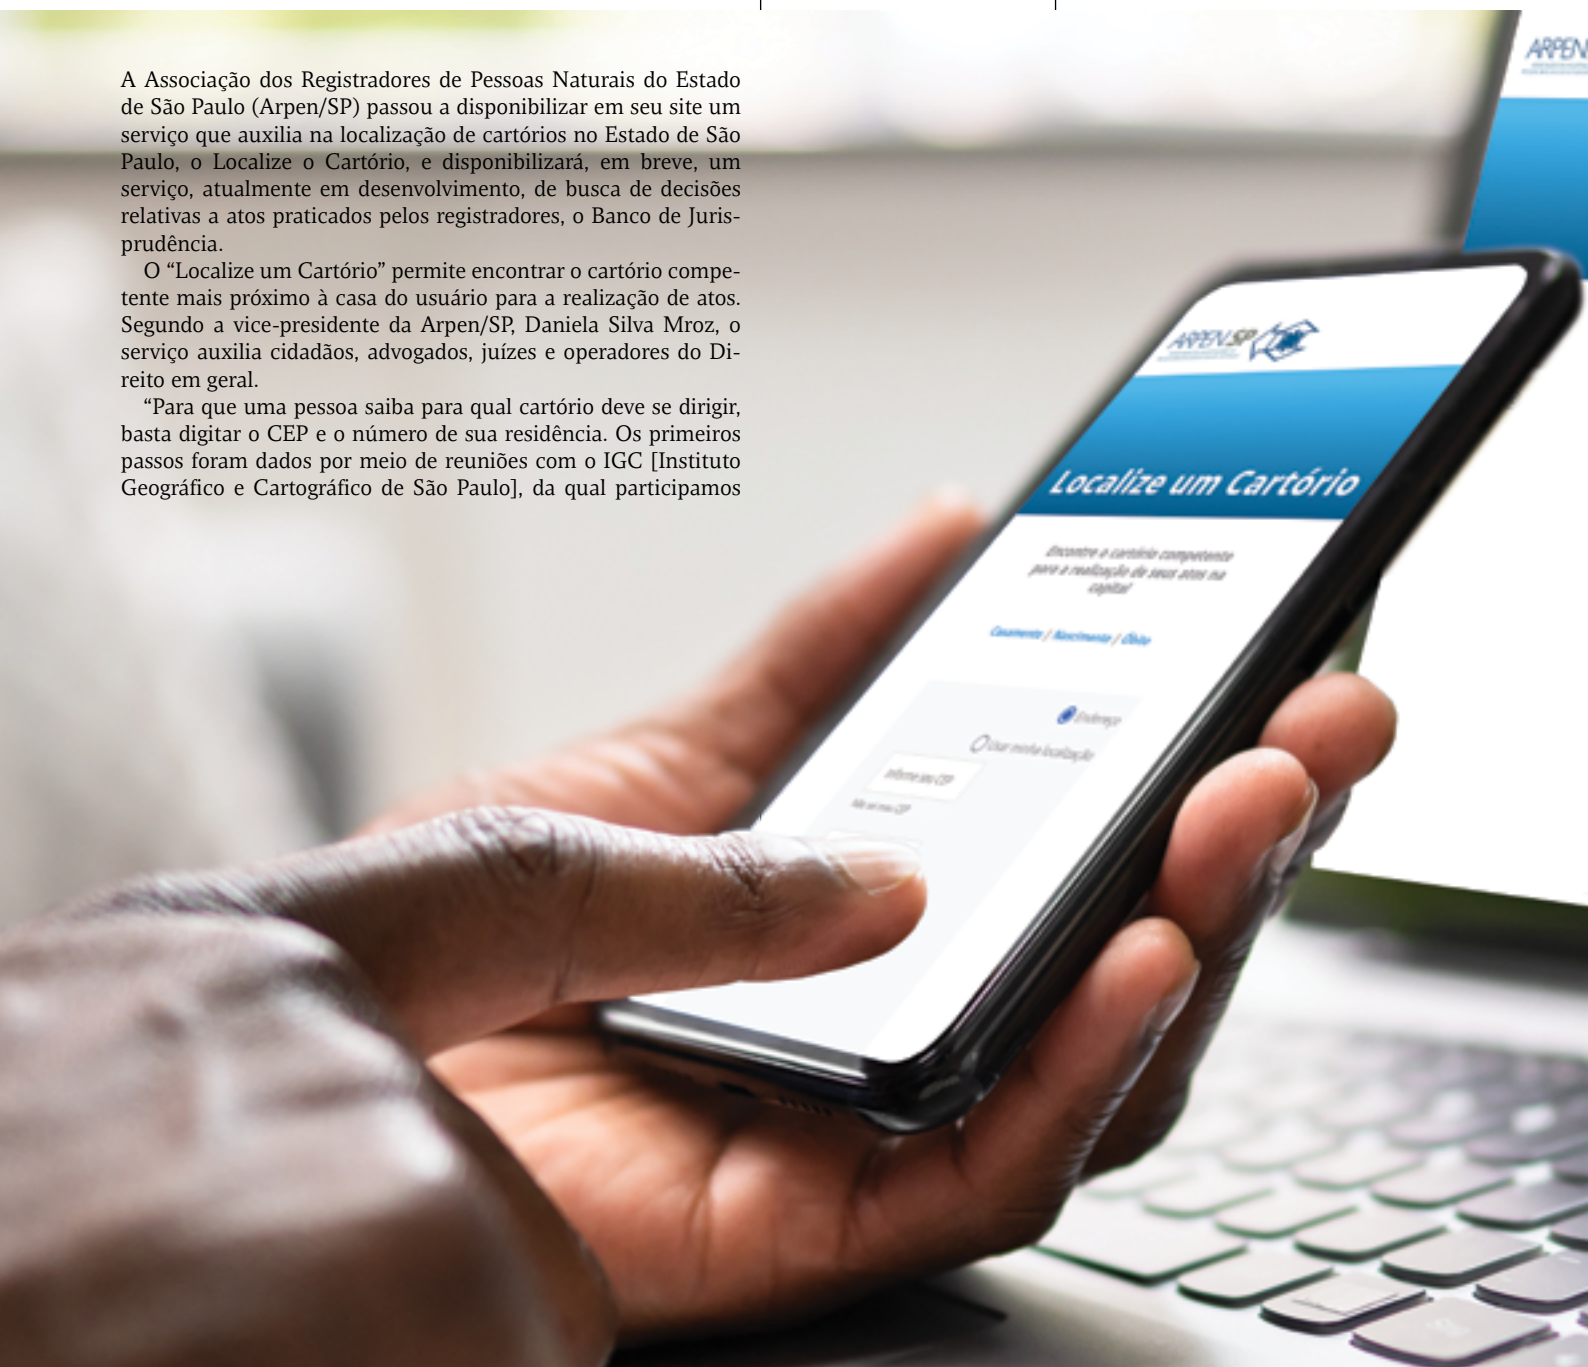 A Associação dos Registradores de Pessoas Naturais do Estado
de São Paulo (Arpen/SP) passou a disponibilizar em seu site um
serviço que auxilia na localização de cartórios no Estado de São
Paulo, o Localize o Cartório, e disponibilizará, em breve, um
serviço, atualmente em desenvolvimento, de busca de decisões
relativas a atos praticados pelos registradores, o Banco de Juris-
prudência.
O “Localize um Cartório” permite encontrar o cartório compe-
tente mais próximo à casa do usuário para a realização de atos.
Segundo a vice-presidente da Arpen/SP, Daniela Silva Mroz, o
serviço auxilia cidadãos, advogados, juízes e operadores do Di-
reito em geral.
“Para que uma pessoa saiba para qual cartório deve se dirigir,
basta digitar o CEP e o número de sua residência. Os primeiros
passos foram dados por meio de reuniões com o IGC [Instituto
Geográfico e Cartográfico de São Paulo], da qual participamos
ARPEN
ARPEN SP
Localize um Cartório
Encontre o cartório competente
para a realização de seus atos na
capital
Casamento / Nascimento / Óbito
Endereço
Usar minha localização
Informe seu CEP
Não sei meu CEP